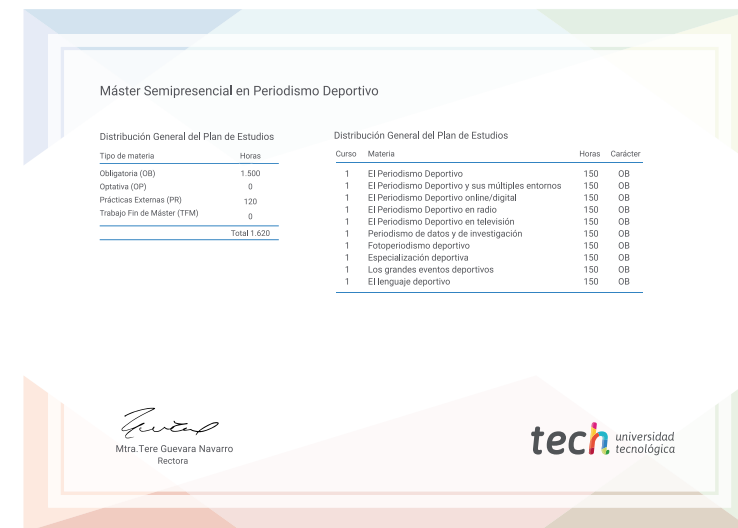 Máster Semipresencial en Periodismo Deportivo
Distribución General del Plan de Estudios
Tipo de materia Horas
Obligatoria (OB) 1.500
Optativa (OP) 0
Prácticas Externas (PR) 120
Trabajo Fin de Máster (TFM) 0
Total 1.620
Distribución General del Plan de Estudios
Curso Materia Horas Carácter
1 El Periodismo Deportivo 150 OB
1 El Periodismo Deportivo y sus múltiples entornos 150 OB
1 El Periodismo Deportivo online/digital 150 OB
1 El Periodismo Deportivo en radio 150 OB
1 El Periodismo Deportivo en televisión 150 OB
1 Periodismo de datos y de investigación 150 OB
1 Fotoperiodismo deportivo 150 OB
1 Especialización deportiva 150 OB
1 Los grandes eventos deportivos 150 OB
1 El lenguaje deportivo 150 OB
Mtra.Tere Guevara Navarro
Rectora
tech universidad
tecnológica